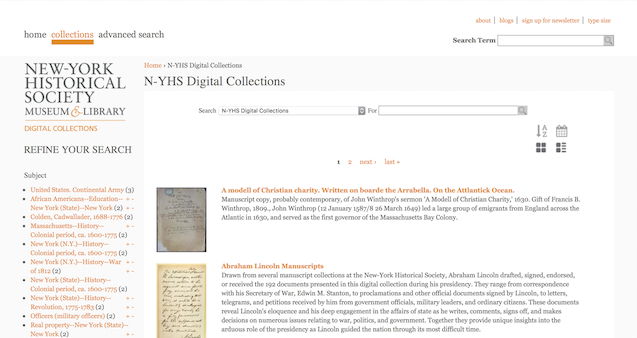 about | blogs | sign up for newsletter | type size
home collections advanced search
Search Term
NEW-YORK
HISTORICAL
SOCIETY
MUSEUM & LIBRARY
DIGITAL COLLECTIONS
REFINE YOUR SEARCH
Subject
United States. Continental Army (3)
African Americans--Education-- + -
New York (State)--New York (2)
Colden, Cadwallader, 1688-1776 (2) + -
Massachusetts--History-- + -
Colonial period, ca. 1600-1775 (2)
New York (N.Y.)--History-- + -
Colonial period, ca. 1600-1775 (2)
New York (N.Y.)--History--War + -
of 1812 (2)
New York (State)--History-- + -
Colonial period, ca. 1600-1775 (2)
New York (State)--History-- + -
Revolution, 1775-1783 (2)
Officers (military officers) (2) + -
Real property--New York (State)-- + -
New York (2)
Home › N-YHS Digital Collections
N-YHS Digital Collections
Search N-YHS Digital Collections For
A
Z
1 2 next › last »
A modell of Christian charity. Written on boarde the Arrabella. On the Attlantick Ocean.
Manuscript copy, probably contemporary, of John Winthrop's sermon 'A Modell of Christian Charity,' 1630. Gift of Francis B.
Winthrop, 1809., John Winthrop (12 January 1587/8 26 March 1649) led a large group of emigrants from England across the
Atlantic in 1630, and served as the first governor of the Massachusetts Bay Colony.
Abraham Lincoln Manuscripts
Drawn from several manuscript collections at the New-York Historical Society, Abraham Lincoln drafted, signed, endorsed,
or received the 192 documents presented in this digital collection during his presidency. They range from correspondence
with his Secretary of War, Edwin M. Stanton, to proclamations and other official documents signed by Lincoln, to letters,
telegrams, and petitions received by him from government officials, military leaders, and ordinary citizens. These documents
reveal Lincoln's eloquence and his deep engagement in the affairs of state as he writes, comments, signs off, and makes
decisions on numerous issues relating to war, politics, and government. Together they provide unique insights into the
arduous role of the presidency as Lincoln guided the nation through its most difficult time.